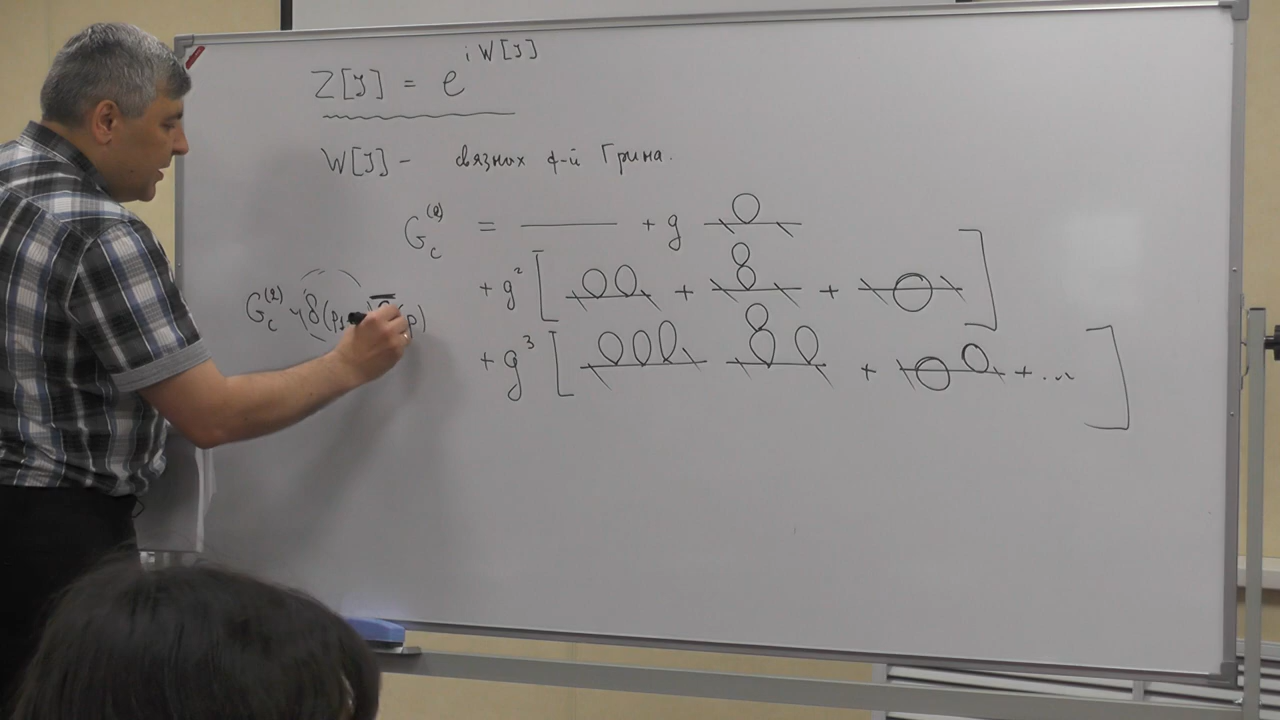 Z[J] = e^{iW[J]}
W[J] - связных ф-й Грина.
G_c^{(2)} = —— + g
+ g^2 [ + + ]
G_c^{(2)} δ(p (p)
+ g^3 [ + + ... ]